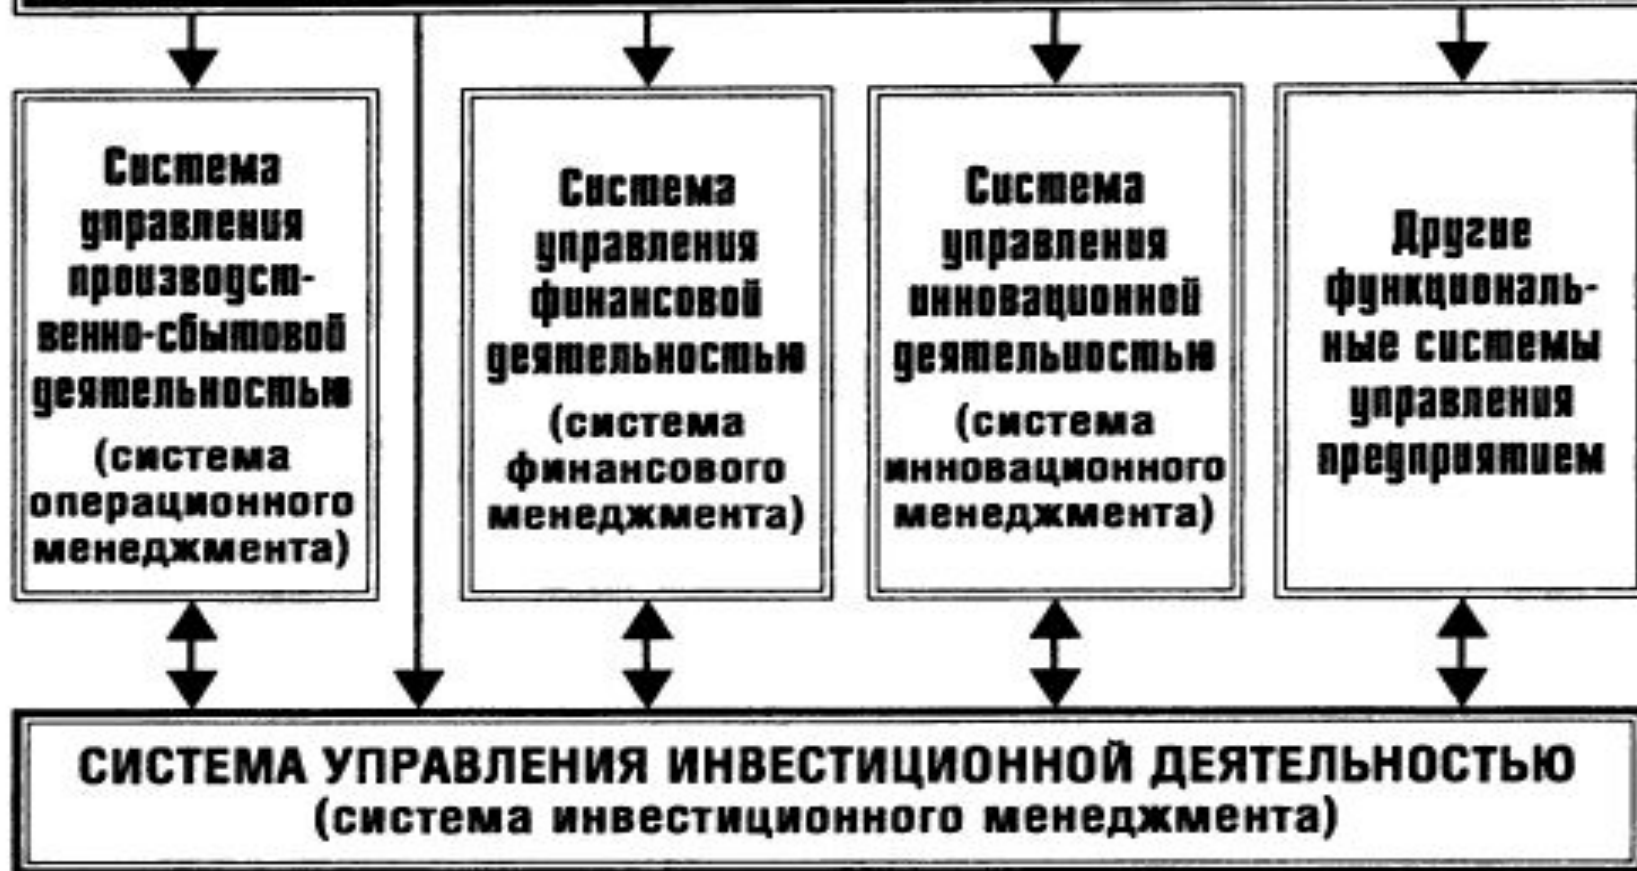 Система
управления
производст-
венно-сбытовой
деятельностью
(система
операционного
менеджмента)
Система
управления
финансовой
деятельностью
(система
финансового
менеджмента)
Система
управления
инновационной
деятельностью
(система
инновационного
менеджмента)
Другие
функциональ-
ные системы
управления
предприятием
СИСТЕМА УПРАВЛЕНИЯ ИНВЕСТИЦИОННОЙ ДЕЯТЕЛЬНОСТЬЮ
(система инвестиционного менеджмента)